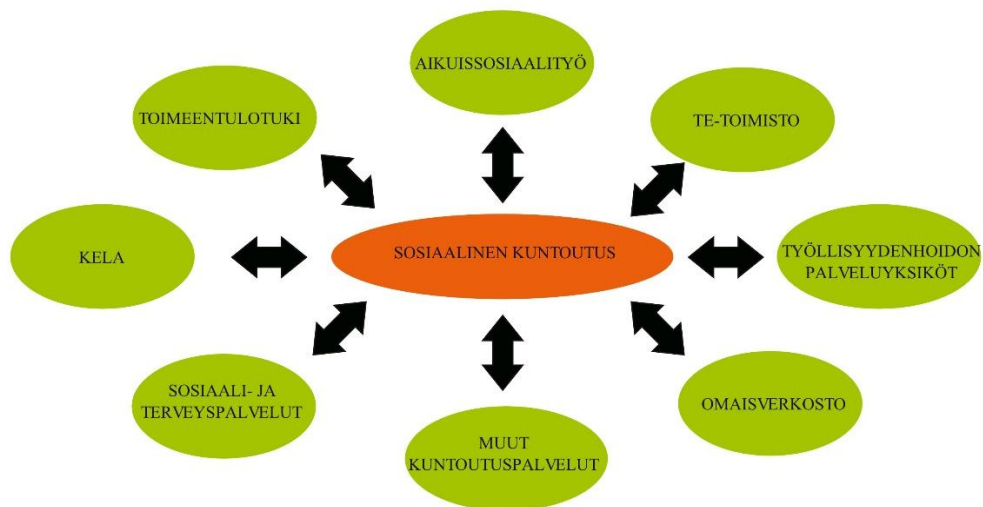 AIKUISSOSIAALITYÖ
TOIMEENTULOTUKI
TE-TOIMISTO
KELA
SOSIAALINEN KUNTOUTUS
TYÖLLISYYDENHOIDON
PALVELUYKSIKÖT
SOSIAALI- JA
TERVEYSPALVELUT
MUUT
KUNTOUTUSPALVELUT
OMAISVERKOSTO